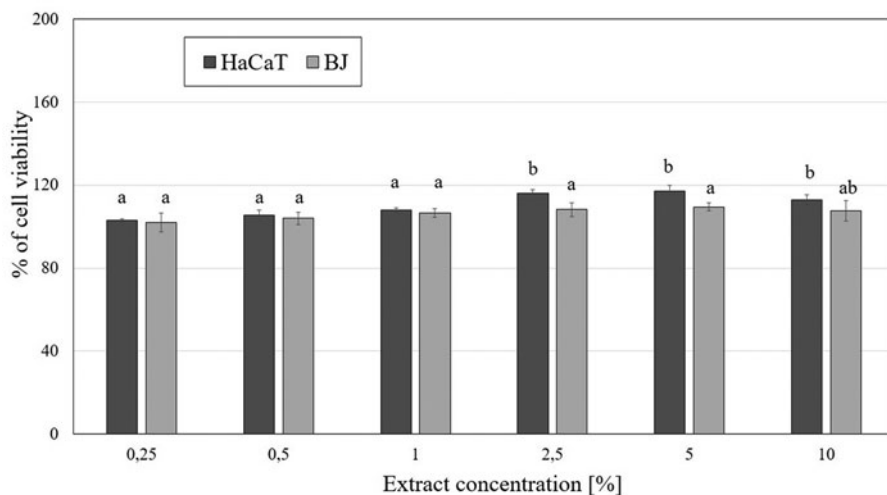 200
160
120
80
40
0
% of cell viability
HaCaT BJ
a a a a a a b a b a b ab
0,25 0,5 1 2,5 5 10
Extract concentration [%]